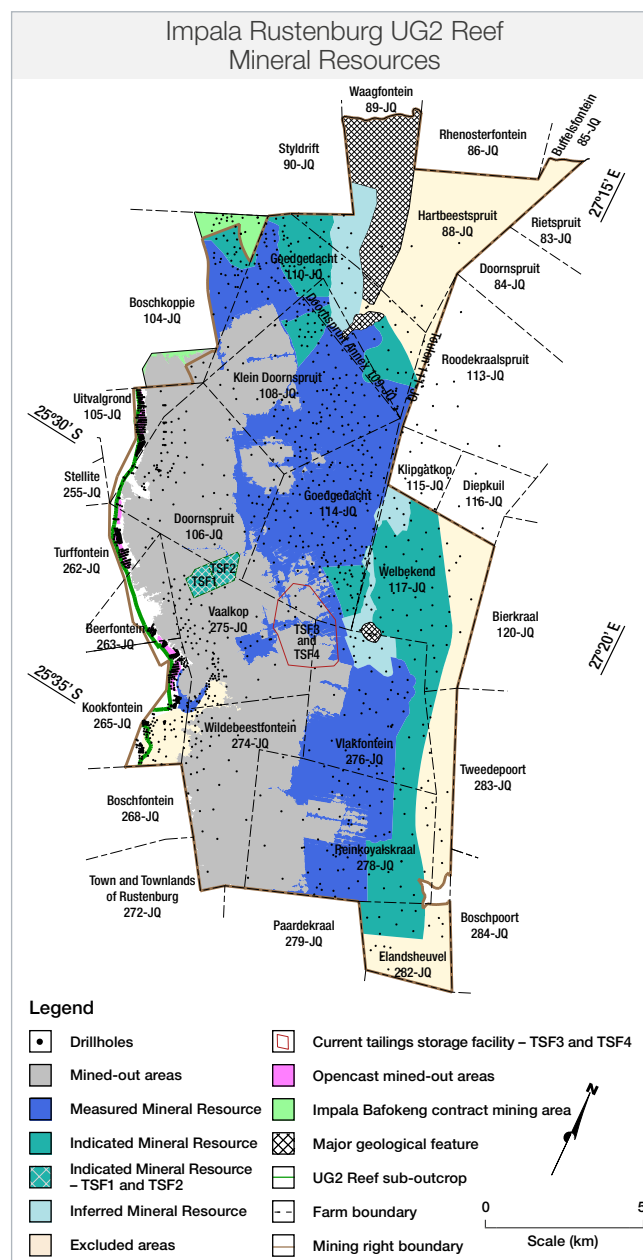 Impala Rustenburg UG2 Reef
Mineral Resources
Waagfontein
89-JQ
Rhenosterfontein
86-JQ
Buffelsfontein
85-JQ
Styldrift
90-JQ
27°15' E
Hartbeestspruit
88-JQ
Rietspruit
83-JQ
Goedgedacht
110-JQ
Doornspruit
84-JQ
Boschkoppie
104-JQ
Doornspruit Annex 109-JQ
Toulon 111-JQ
Roodekraalspruit
113-JQ
Klein Doornspruit
108-JQ
Uitvalgrond
105-JQ
25°30' S
Klipgatkop
115-JQ
Diepkuil
116-JQ
Stellite
255-JQ
Goedgedacht
114-JQ
Doornspruit
106-JQ
Turffontein
262-JQ
TSF2
TSF1
Welbekend
117-JQ
Vaalkop
275-JQ
Bierkraal
120-JQ
27°20' E
Beerfontein
263-JQ
TSF3
and
TSF4
25°35' S
Kookfontein
265-JQ
Wildebeestfontein
274-JQ
Vlakfontein
276-JQ
Tweedepoort
283-JQ
Boschfontein
268-JQ
Reinkoyalskraal
278-JQ
Town and Townlands
of Rustenburg
272-JQ
Paardekraal
279-JQ
Boschpoort
284-JQ
Elandsheuvel
282-JQ
Legend
Drillholes
Mined-out areas
Measured Mineral Resource
Indicated Mineral Resource
Indicated Mineral Resource
– TSF1 and TSF2
Inferred Mineral Resource
Excluded areas
Current tailings storage facility – TSF3 and TSF4
Opencast mined-out areas
Impala Bafokeng contract mining area
Major geological feature
UG2 Reef sub-outcrop
Farm boundary
Mining right boundary
N
0 5
Scale (km)